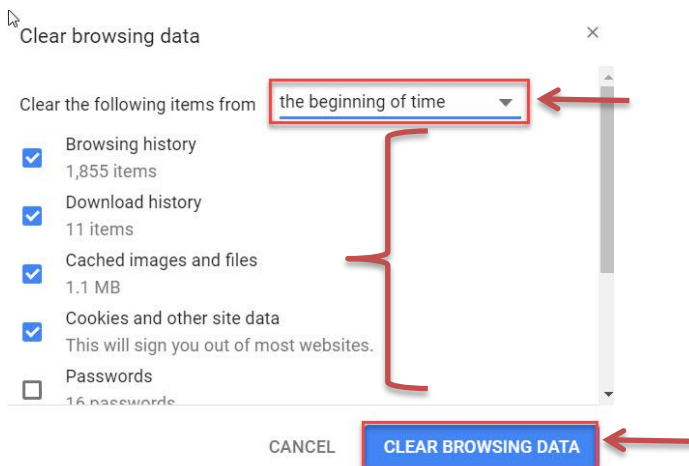 Clear browsing data
Clear the following items from the beginning of time
Browsing history
1,855 items
Download history
11 items
Cached images and files
1.1 MB
Cookies and other site data
This will sign you out of most websites.
Passwords
16 passwords
CANCEL CLEAR BROWSING DATA